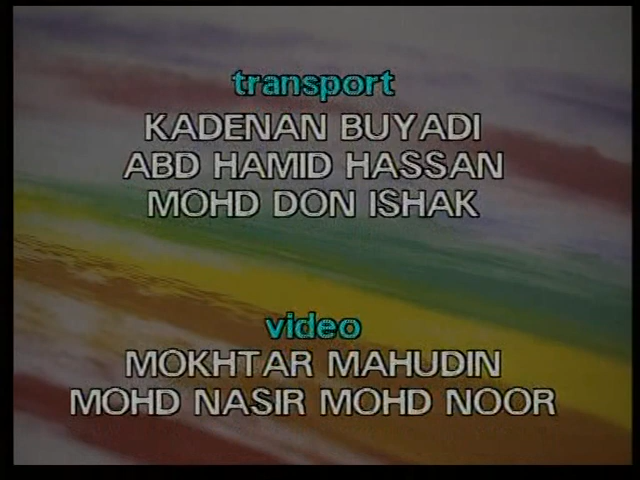 transport
KADENAN BUYADI
ABD HAMID HASSAN
MOHD DON ISHAK
video
MOKHTAR MAHUDIN
MOHD NASIR MOHD NOOR